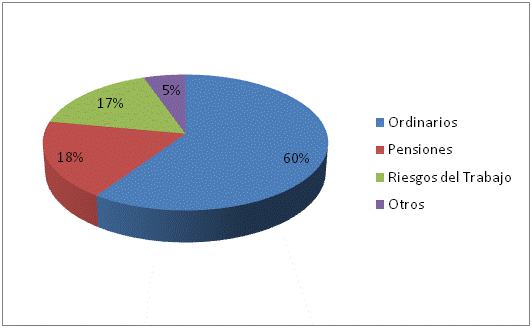 5%
17%
18%
60%
Ordinarios
Pensiones
Riesgos del Trabajo
Otros